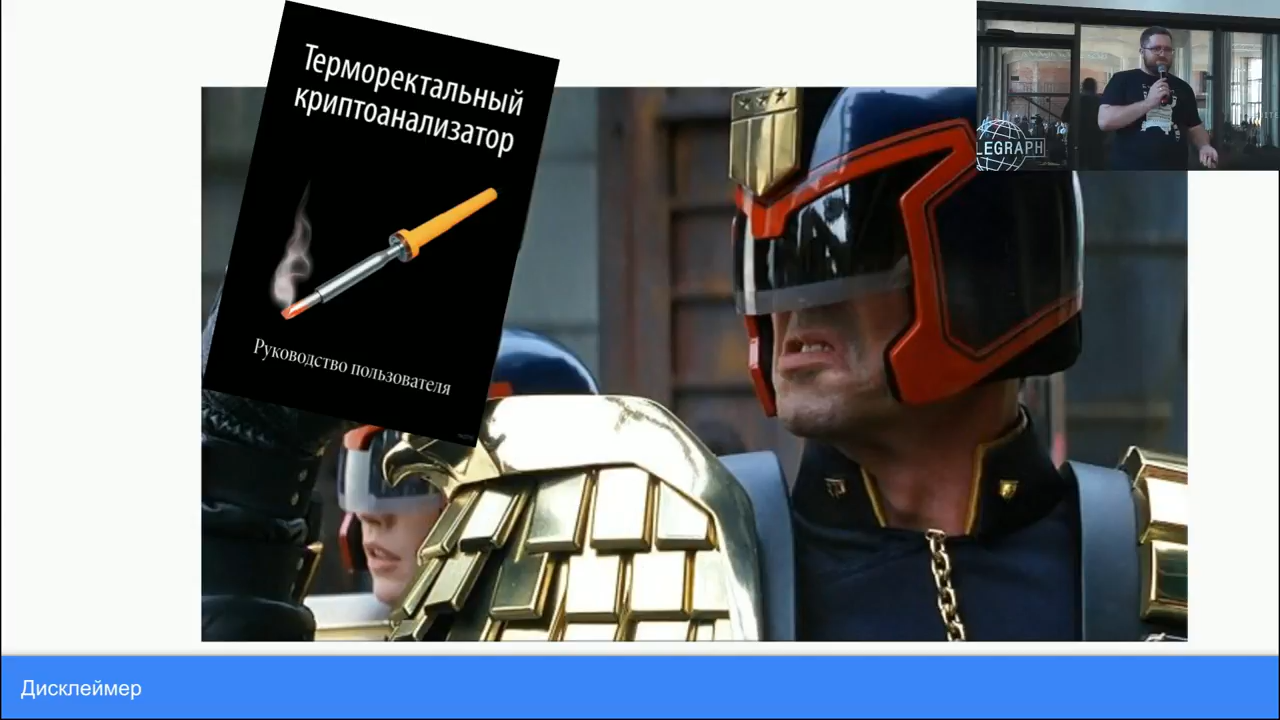 Терморектальный
криптоанализатор
Руководство пользователя
LEGRAPH
Дисклеймер